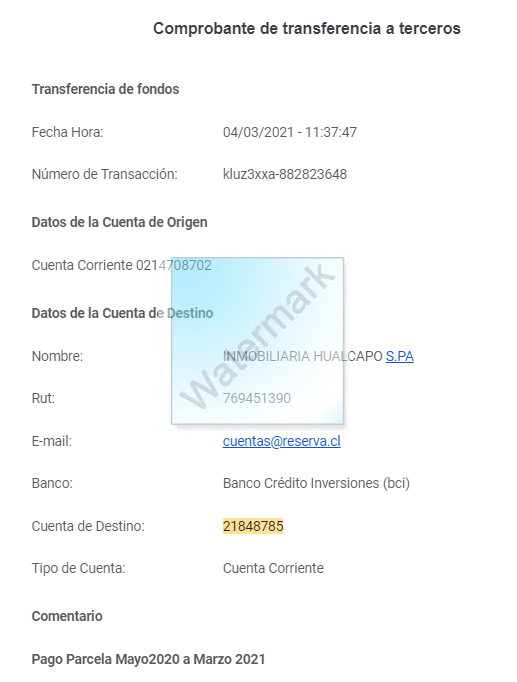 Comprobante de transferencia a terceros
Transferencia de fondos
Fecha Hora: 04/03/2021 - 11:37:47
Número de Transacción: kluz3xxa-882823648
Datos de la Cuenta de Origen
Cuenta Corriente 0214708702
Datos de la Cuenta de Destino
Nombre: INMOBILIARIA HUALCAPO S.PA
Rut: 769451390
E-mail: cuentas@reserva.cl
Banco: Banco Crédito Inversiones (bci)
Cuenta de Destino: 21848785
Tipo de Cuenta: Cuenta Corriente
Comentario
Pago Parcela Mayo2020 a Marzo 2021
Watermark